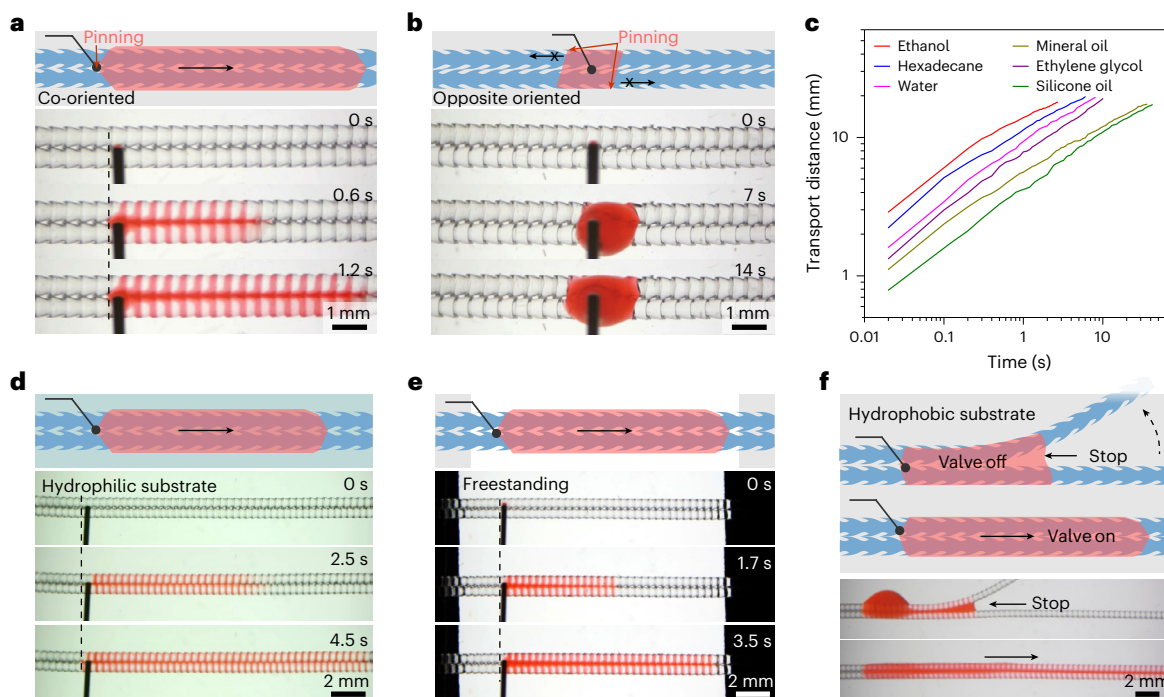 a
Pinning
Co-oriented
0 s
0.6 s
1.2 s
1 mm
b
Pinning
x
x
Opposite oriented
0 s
7 s
14 s
1 mm
c
Ethanol
Hexadecane
Water
Mineral oil
Ethylene glycol
Silicone oil
Transport distance (mm)
10
1
0.01
0.1
1
10
Time (s)
d
Hydrophilic substrate
0 s
2.5 s
4.5 s
2 mm
e
Freestanding
0 s
1.7 s
3.5 s
2 mm
f
Hydrophobic substrate
Valve off
Stop
Valve on
Stop
2 mm